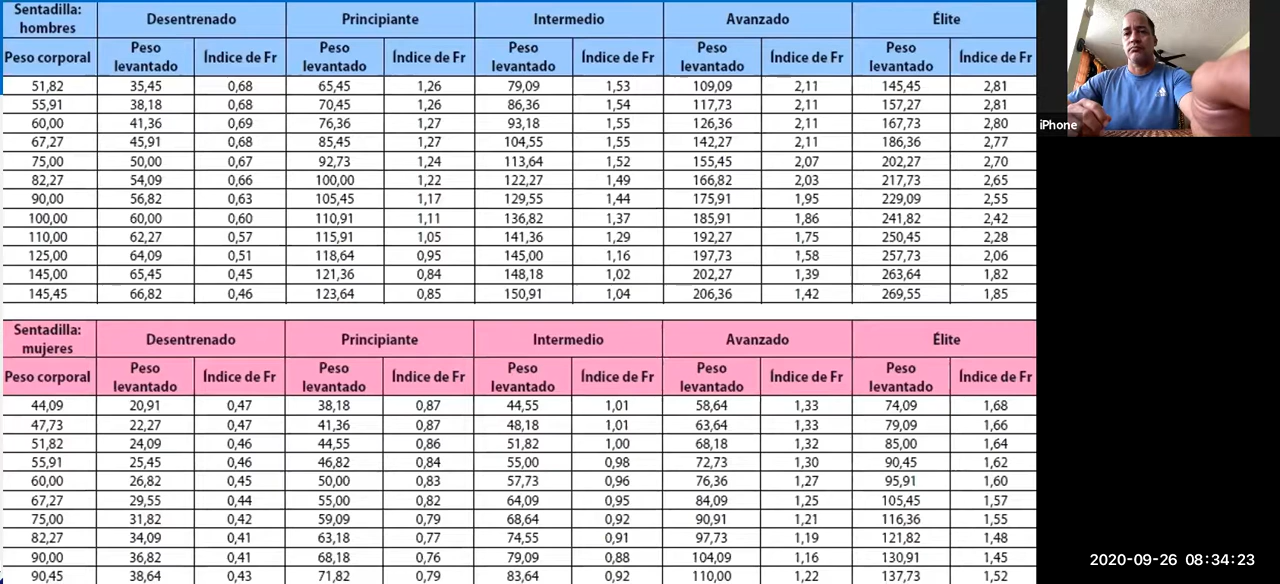 Sentadilla: hombres Desentrenado Principiante Intermedio Avanzado Élite
Peso corporal Peso levantado Índice de Fr Peso levantado Índice de Fr Peso levantado Índice de Fr Peso levantado Índice de Fr Peso levantado Índice de Fr
51,82 35,45 0,68 65,45 1,26 79,09 1,53 109,09 2,11 145,45 2,81
55,91 38,18 0,68 70,45 1,26 86,36 1,54 117,73 2,11 157,27 2,81
60,00 41,36 0,69 76,36 1,27 93,18 1,55 126,36 2,11 167,73 2,80
67,27 45,91 0,68 85,45 1,27 104,55 1,55 142,27 2,11 186,36 2,77
75,00 50,00 0,67 92,73 1,24 113,64 1,52 155,45 2,07 202,27 2,70
82,27 54,09 0,66 100,00 1,22 122,27 1,49 166,82 2,03 217,73 2,65
90,00 56,82 0,63 105,45 1,17 129,55 1,44 175,91 1,95 229,09 2,55
100,00 60,00 0,60 110,91 1,11 136,82 1,37 185,91 1,86 241,82 2,42
110,00 62,27 0,57 115,91 1,05 141,36 1,29 192,27 1,75 250,45 2,28
125,00 64,09 0,51 118,64 0,95 145,00 1,16 197,73 1,58 257,73 2,06
145,00 65,45 0,45 121,36 0,84 148,18 1,02 202,27 1,39 263,64 1,82
145,45 66,82 0,46 123,64 0,85 150,91 1,04 206,36 1,42 269,55 1,85
Sentadilla: mujeres Desentrenado Principiante Intermedio Avanzado Élite
Peso corporal Peso levantado Índice de Fr Peso levantado Índice de Fr Peso levantado Índice de Fr Peso levantado Índice de Fr Peso levantado Índice de Fr
44,09 20,91 0,47 38,18 0,87 44,55 1,01 58,64 1,33 74,09 1,68
47,73 22,27 0,47 41,36 0,87 48,18 1,01 63,64 1,33 79,09 1,66
51,82 24,09 0,46 44,55 0,86 51,82 1,00 68,18 1,32 85,00 1,64
55,91 25,45 0,46 46,82 0,84 55,00 0,98 72,73 1,30 90,45 1,62
60,00 26,82 0,45 50,00 0,83 57,73 0,96 76,36 1,27 95,91 1,60
67,27 29,55 0,44 55,00 0,82 64,09 0,95 84,09 1,25 105,45 1,57
75,00 31,82 0,42 59,09 0,79 68,64 0,92 90,91 1,21 116,36 1,55
82,27 34,09 0,41 63,18 0,77 74,55 0,91 97,73 1,19 121,82 1,48
90,00 36,82 0,41 68,18 0,76 79,09 0,88 104,09 1,16 130,91 1,45
90,45 38,64 0,43 71,82 0,79 83,64 0,92 110,00 1,22 137,73 1,52
iPhone
2020-09-26 08:34:23